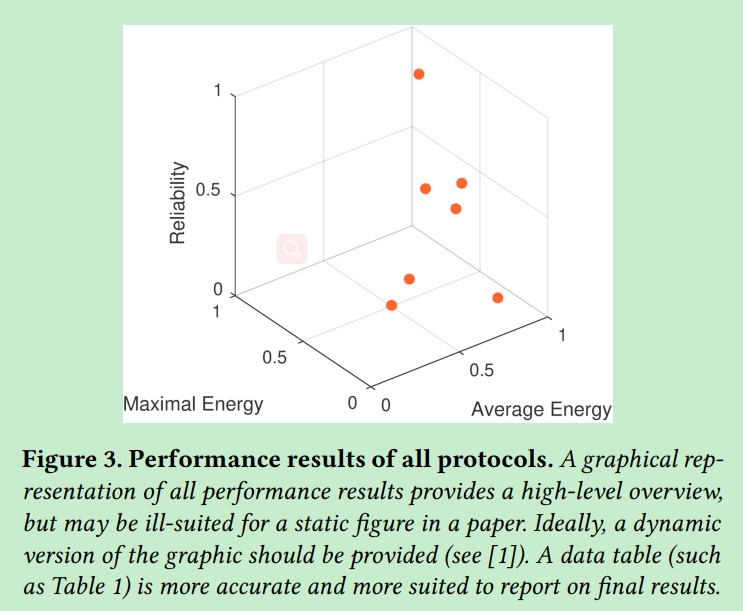 1
0.5
0
1
0.5
0
0
0.5
1
Reliability
Maximal Energy
Average Energy
Figure 3. Performance results of all protocols. A graphical rep-
resentation of all performance results provides a high-level overview,
but may be ill-suited for a static figure in a paper. Ideally, a dynamic
version of the graphic should be provided (see [1]). A data table (such
as Table 1) is more accurate and more suited to report on final results.